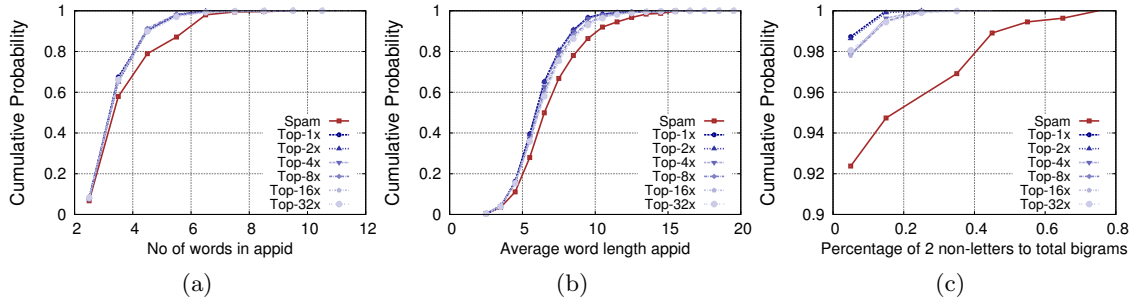 Cumulative Probability
1
0.8
0.6
0.4
0.2
0
2 4 6 8 10 12
No of words in appid
Spam
Top-1x
Top-2x
Top-4x
Top-8x
Top-16x
Top-32x
(a)
Cumulative Probability
1
0.8
0.6
0.4
0.2
0
0 5 10 15 20
Average word length appid
Spam
Top-1x
Top-2x
Top-4x
Top-8x
Top-16x
Top-32x
(b)
Cumulative Probability
1
0.98
0.96
0.94
0.92
0.9
0 0.2 0.4 0.6 0.8
Percentage of 2 non-letters to total bigrams
Spam
Top-1x
Top-2x
Top-4x
Top-8x
Top-16x
Top-32x
(c)